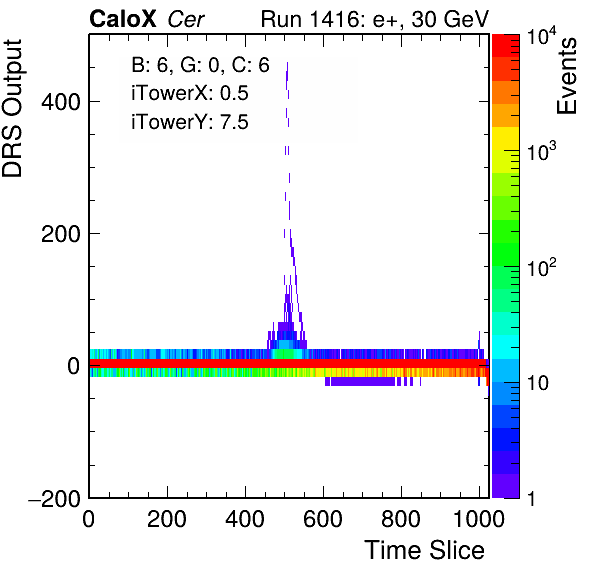 CaloX Cer Run 1416: e+, 30 GeV
B: 6, G: 0, C: 6
iTowerX: 0.5
iTowerY: 7.5
DRS Output
400
200
0
−200
0 200 400 600 800 1000
Time Slice
Events
10^4
10^3
10^2
10
1